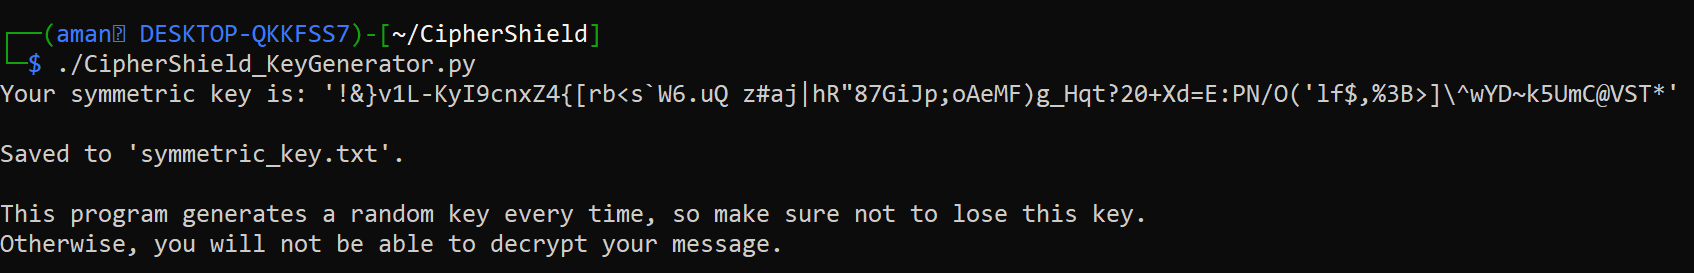 ┌──(aman㉿ DESKTOP-QKKFSS7)-[~/CipherShield]
└─$ ./CipherShield_KeyGenerator.py
Your symmetric key is: '!&}v1L-KyI9cnxZ4{[rb<s`W6.uQ z#aj|hR"87GiJp;oAeMF)g_Hqt?20+Xd=E:PN/O('lf$,%3B>]\^wYD~k5UmC@VST*'
Saved to 'symmetric_key.txt'.
This program generates a random key every time, so make sure not to lose this key.
Otherwise, you will not be able to decrypt your message.